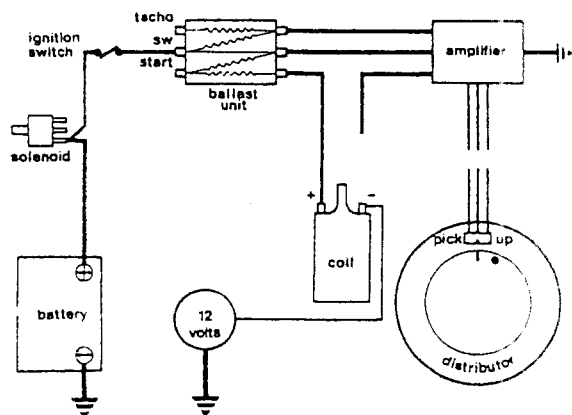 tacho
ignition
switch
sw
start
ballast
unit
amplifier
solenoid
+
−
coil
pick up
battery
12
volts
distributor